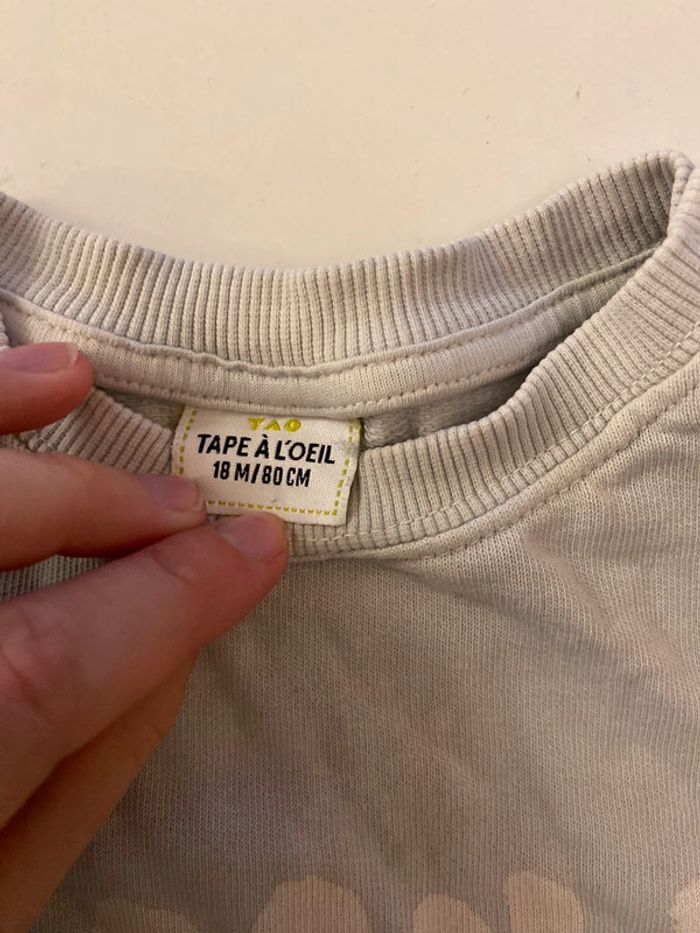 TAO
TAPE À L'OEIL
18 M/80 CM